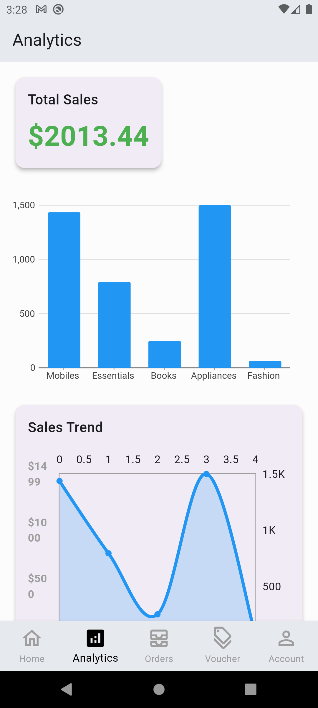 3:28
Analytics
Total Sales
$2013.44
1,500
1,000
500
0
Mobiles Essentials Books Appliances Fashion
Sales Trend
0 0.5 1 1.5 2 2.5 3 3.5 4
$14
99
1.5K
$10
00
1K
$50
0
500
Home Analytics Orders Voucher Account